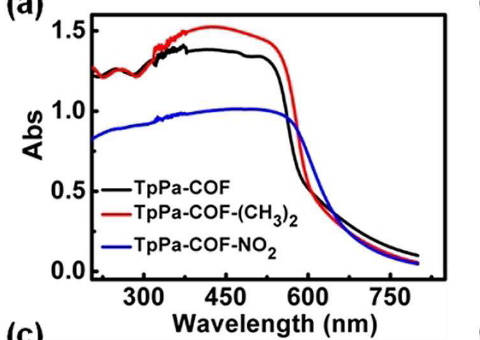 (a)
1.5
1.0
0.5
0.0
Abs
TpPa-COF
TpPa-COF-(CH3)2
TpPa-COF-NO2
300 450 600 750
Wavelength (nm)
(c)